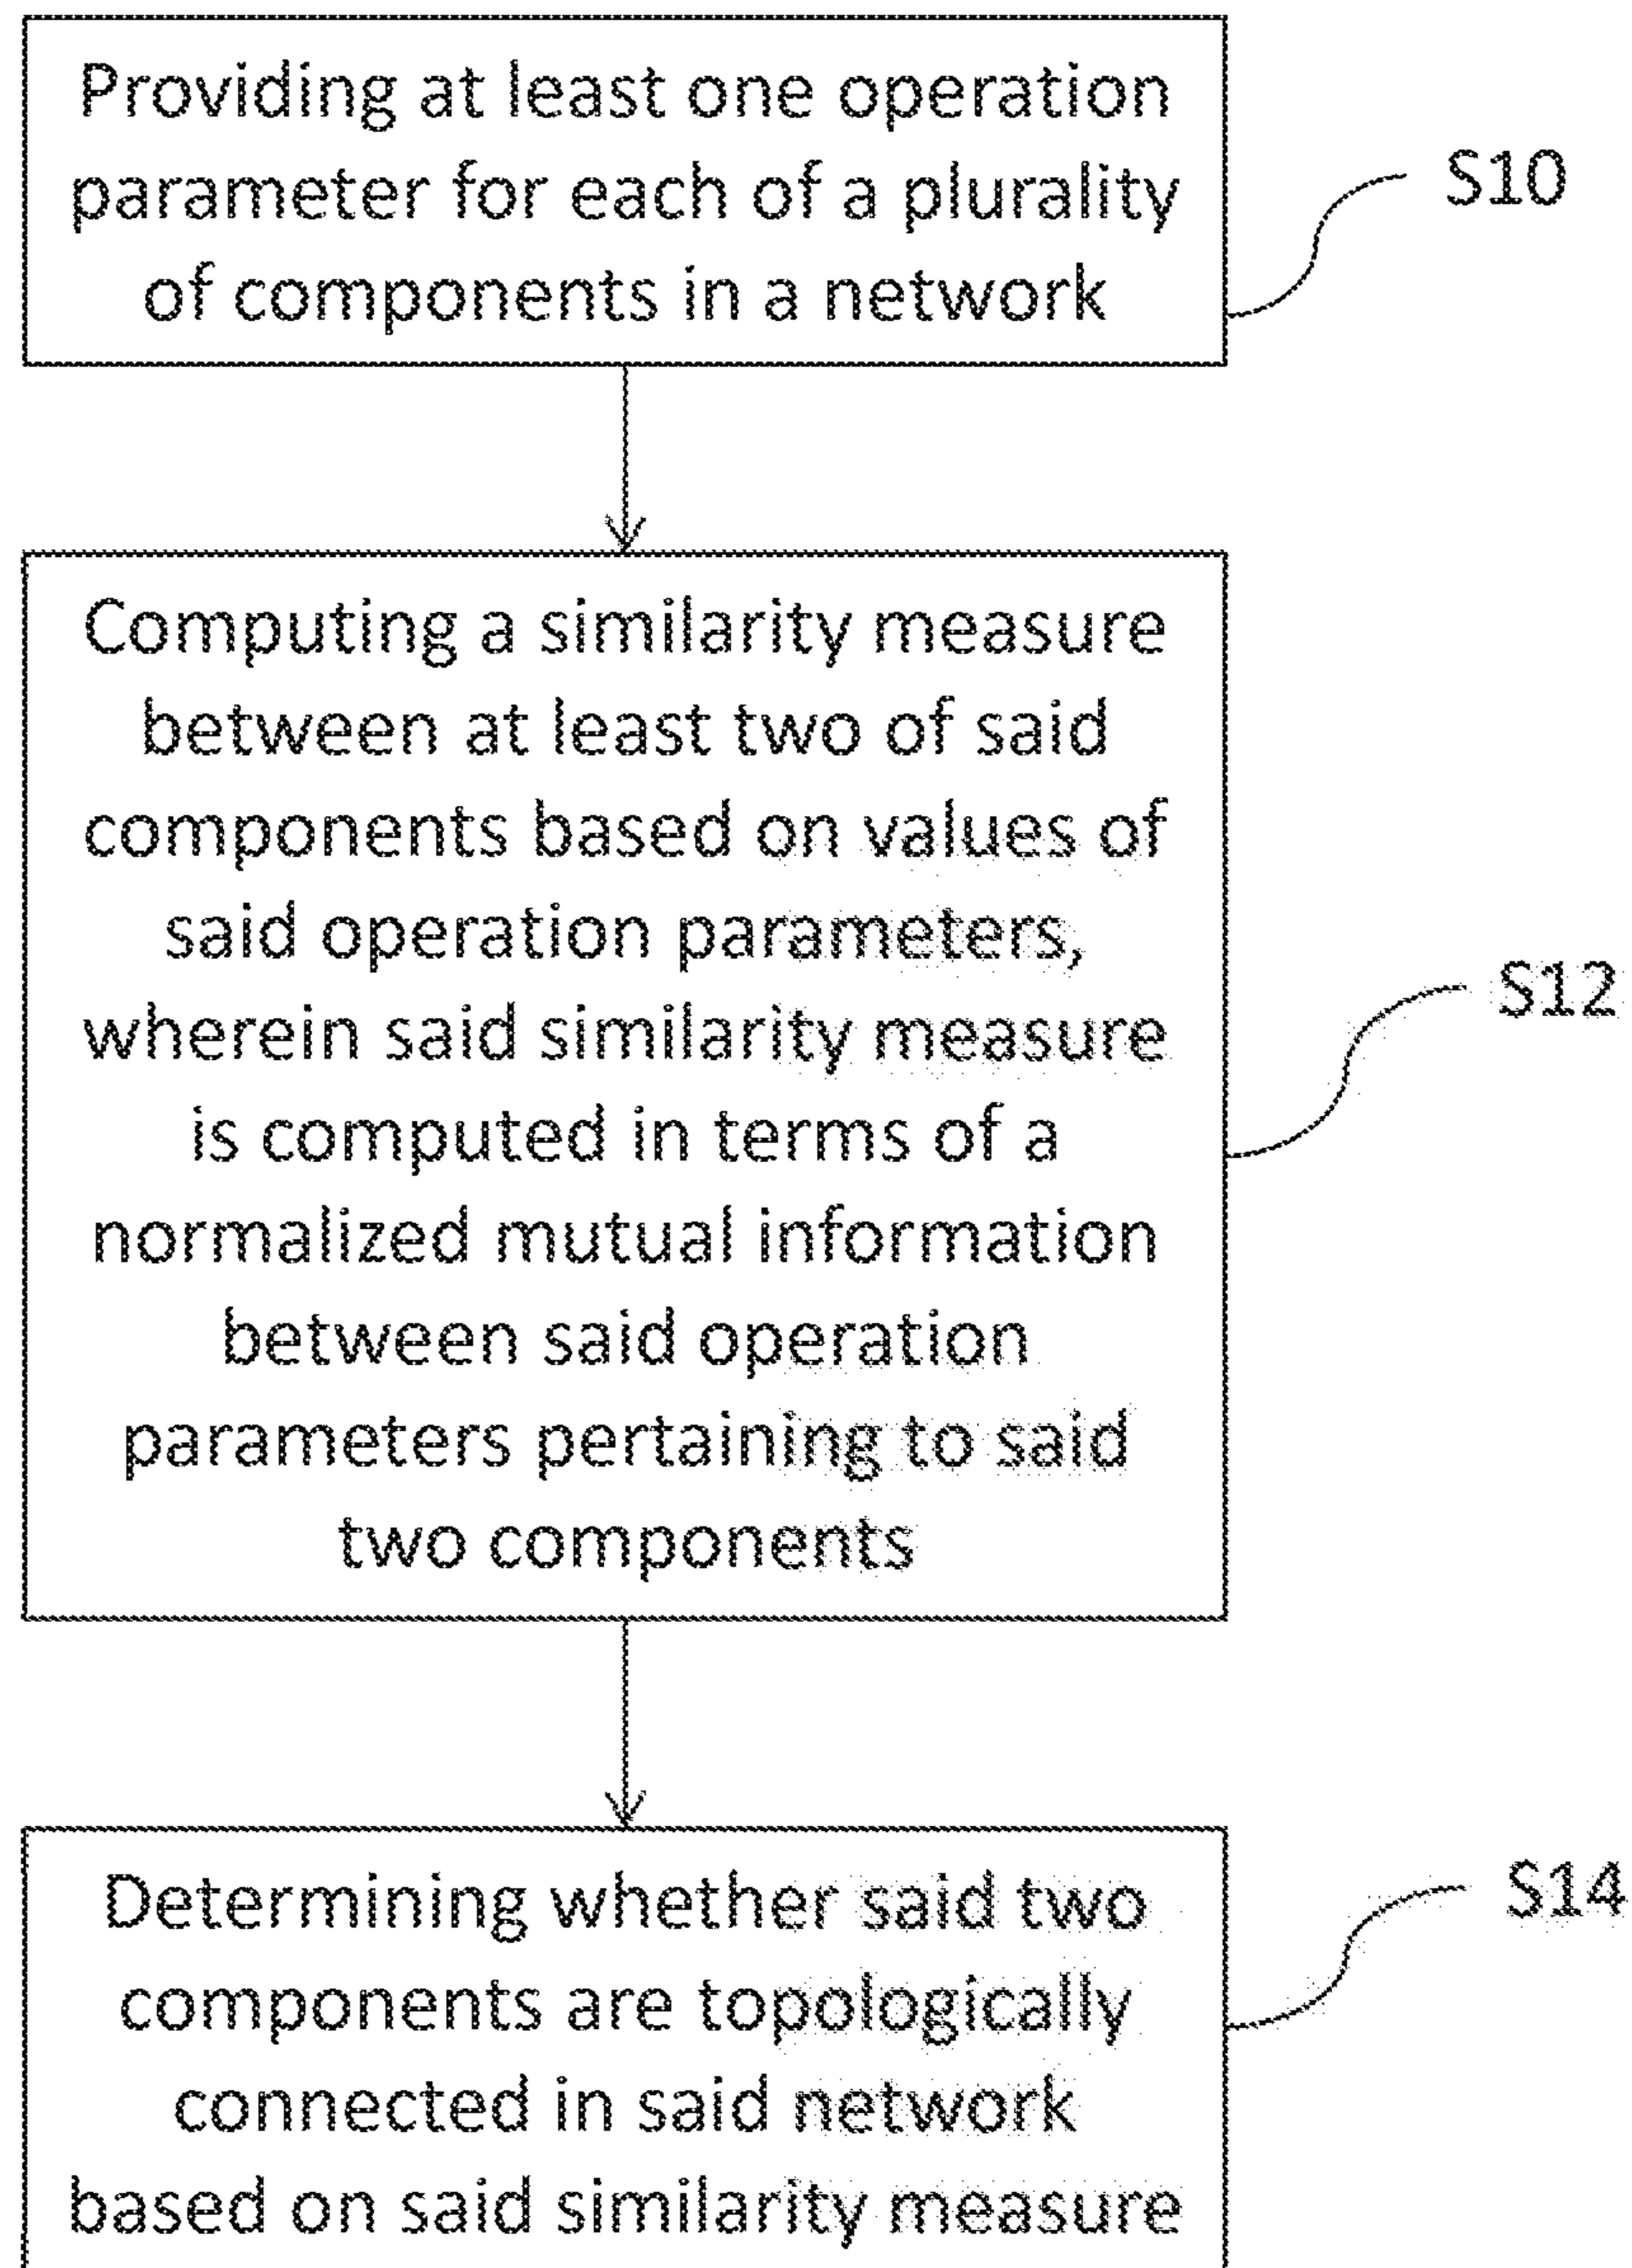 Providing at least one operation
parameter for each of a plurality
of components in a network
S10
Computing a similarity measure
between at least two of said
components based on values of
said operation parameters,
wherein said similarity measure
is computed in terms of a
normalized mutual information
between said operation
parameters pertaining to said
two components
S12
Determining whether said two
components are topologically
connected in said network
based on said similarity measure
S14